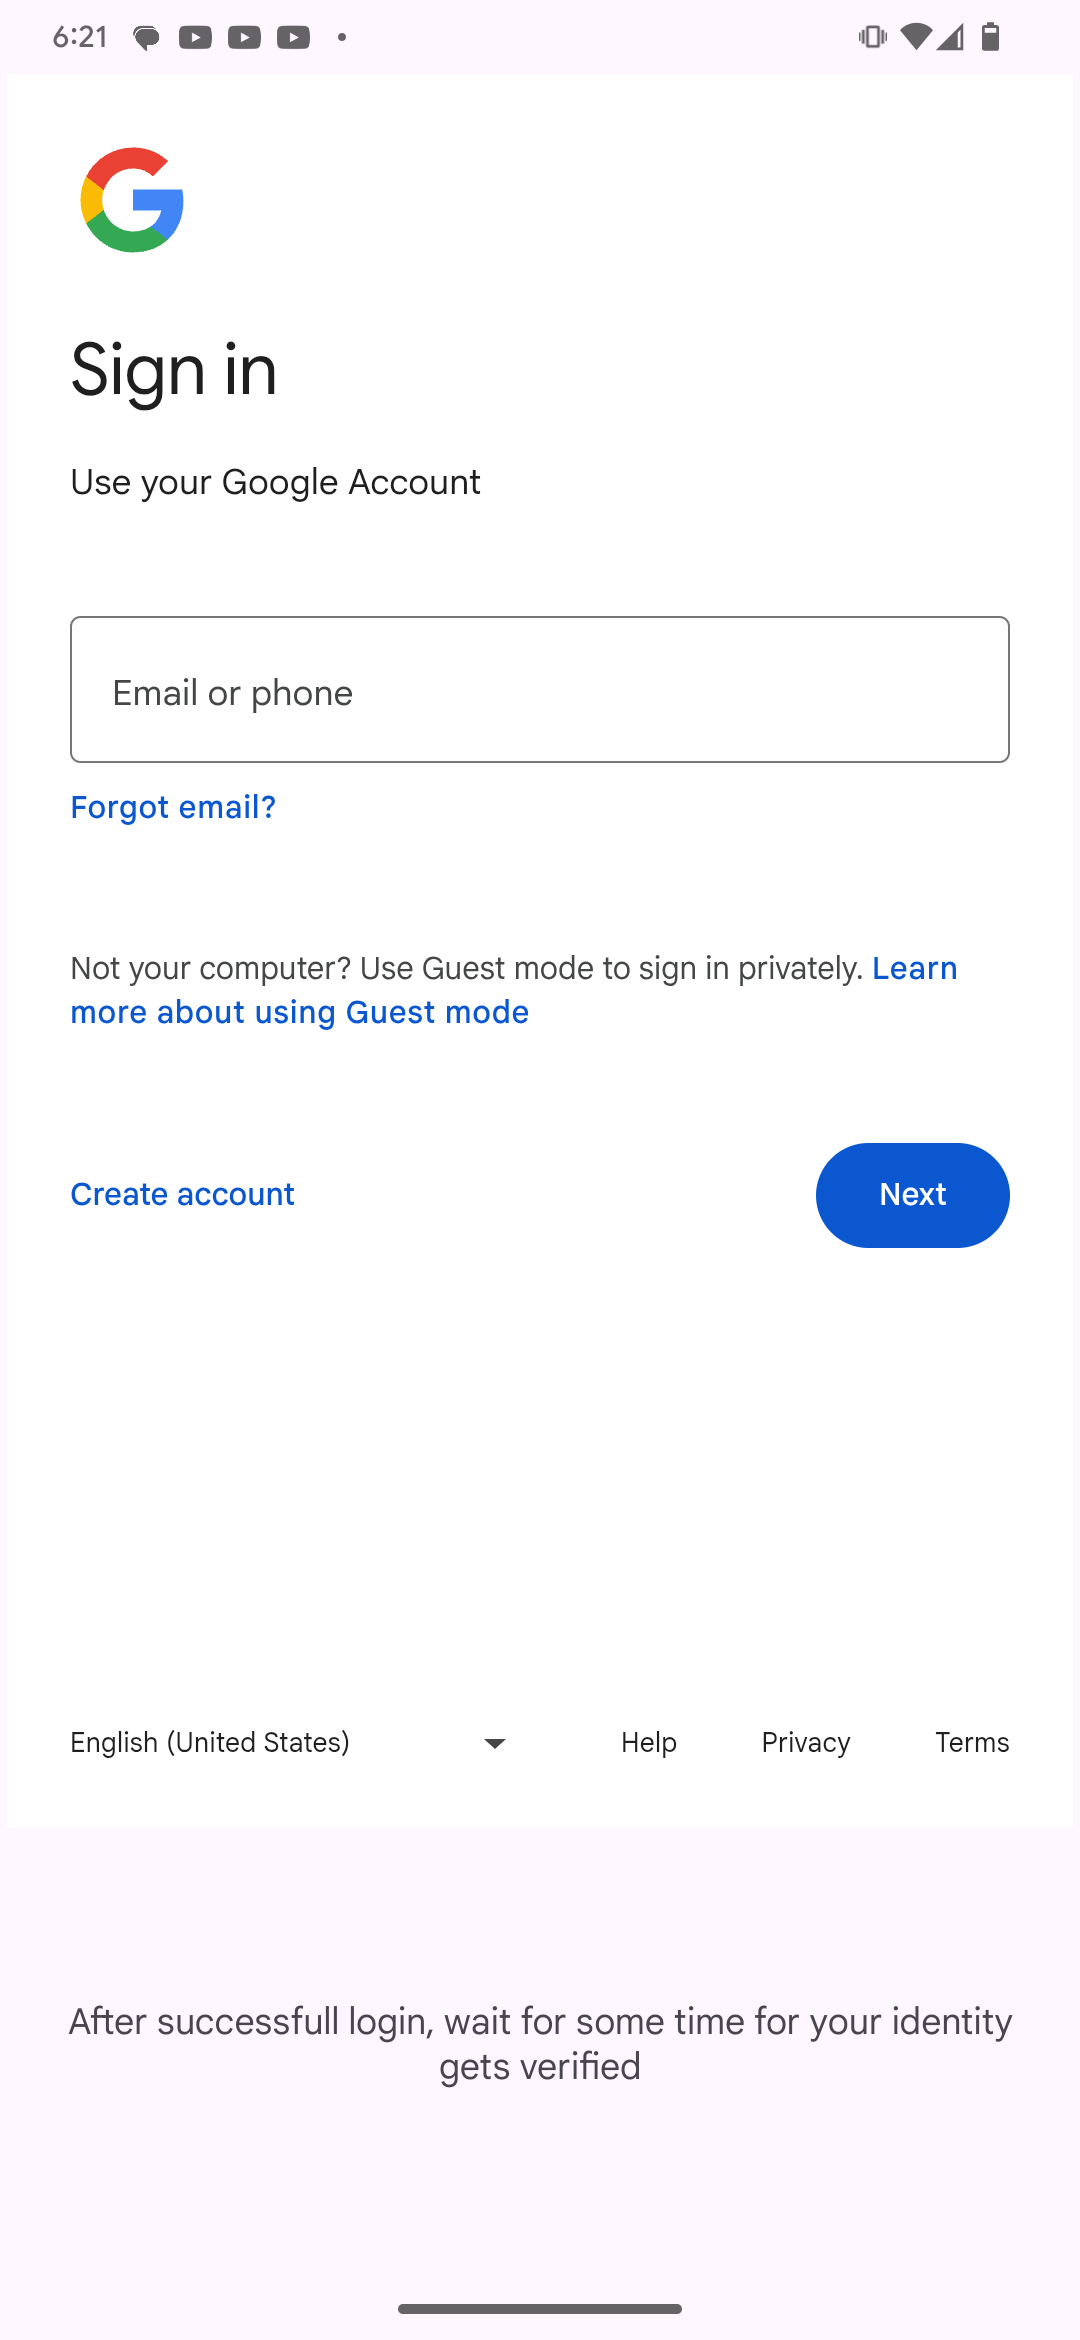 6:21
Sign in
Use your Google Account
Email or phone
Forgot email?
Not your computer? Use Guest mode to sign in privately. Learn
more about using Guest mode
Create account
Next
English (United States)
Help
Privacy
Terms
After successfull login, wait for some time for your identity
gets verified